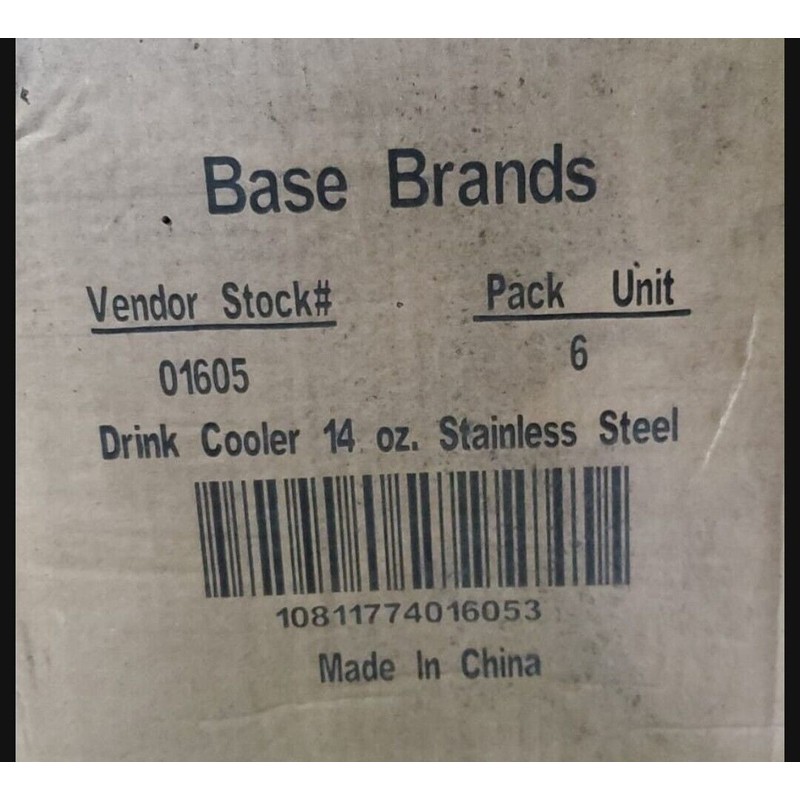 Base Brands
Vendor Stock# Pack Unit
01605 6
Drink Cooler 14 oz. Stainless Steel
10811774016053
Made In China